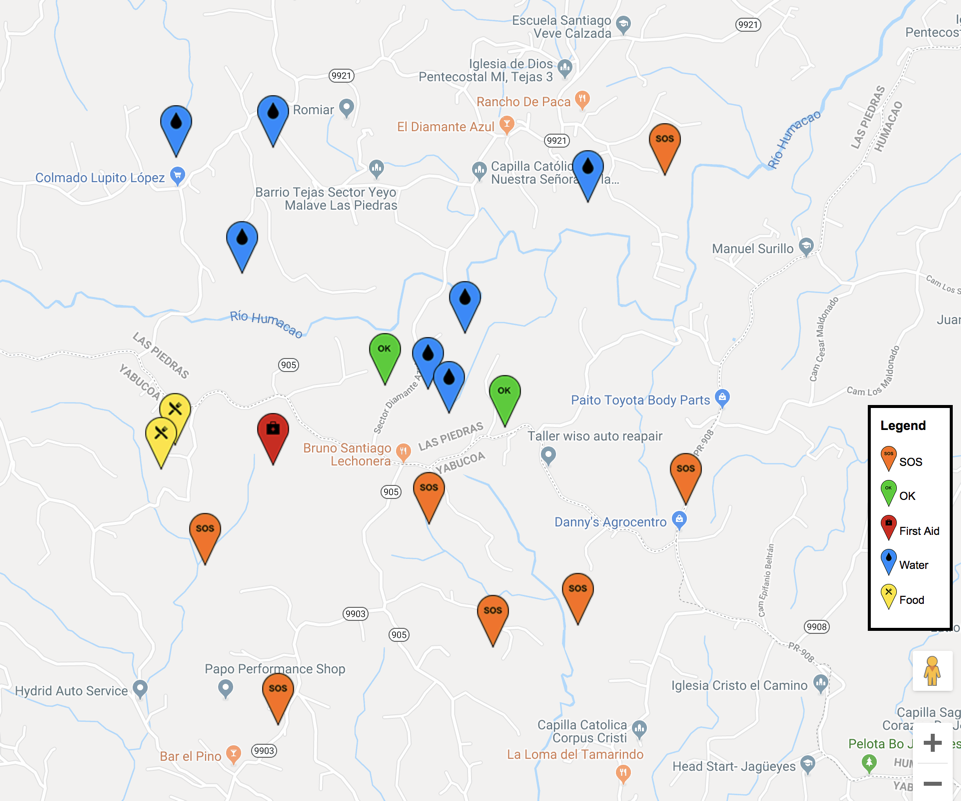 Escuela Santiago
Veve Calzada
9921
Pentecost
Iglesia de Dios
Pentecostal MI, Tejas 3
9921
Rancho De Paca
Romiar
El Diamante Azul
9921
LAS PIEDRAS
HUMACAO
Río Humacao
SOS
Capilla Católic
Nuestra Señora
la...
Colmado Lupito López
Barrio Tejas Sector Yeyo
Malave Las Piedras
Manuel Surillo
Cam Los S
Río Humacao
Juar
Cam Cesar Maldonado
LAS PIEDRAS
YABUCOA
OK
905
Sector Diamante A
OK
Cam Los Maldonado
Paito Toyota Body Parts
Bruno Santiago
Lechonera
LAS PIEDRAS
YABUCOA
Taller wiso auto reapair
PR-908
SOS
905
SOS
Danny's Agrocentro
SOS
Cam Epifanio Beltrán
Legend
SOS
SOS
OK
OK
First Aid
Water
Food
SOS
SOS
9903
905
9908
PR-908
Papo Performance Shop
SOS
Hydrid Auto Service
Iglesia Cristo el Camino
Capilla Catolica
Corpus Cristi
Capilla Sag
Bar el Pino
9903
La Loma del Tamarindo
Head Start- Jagüeyes
Pelota Bo J
es
HUM
YAB